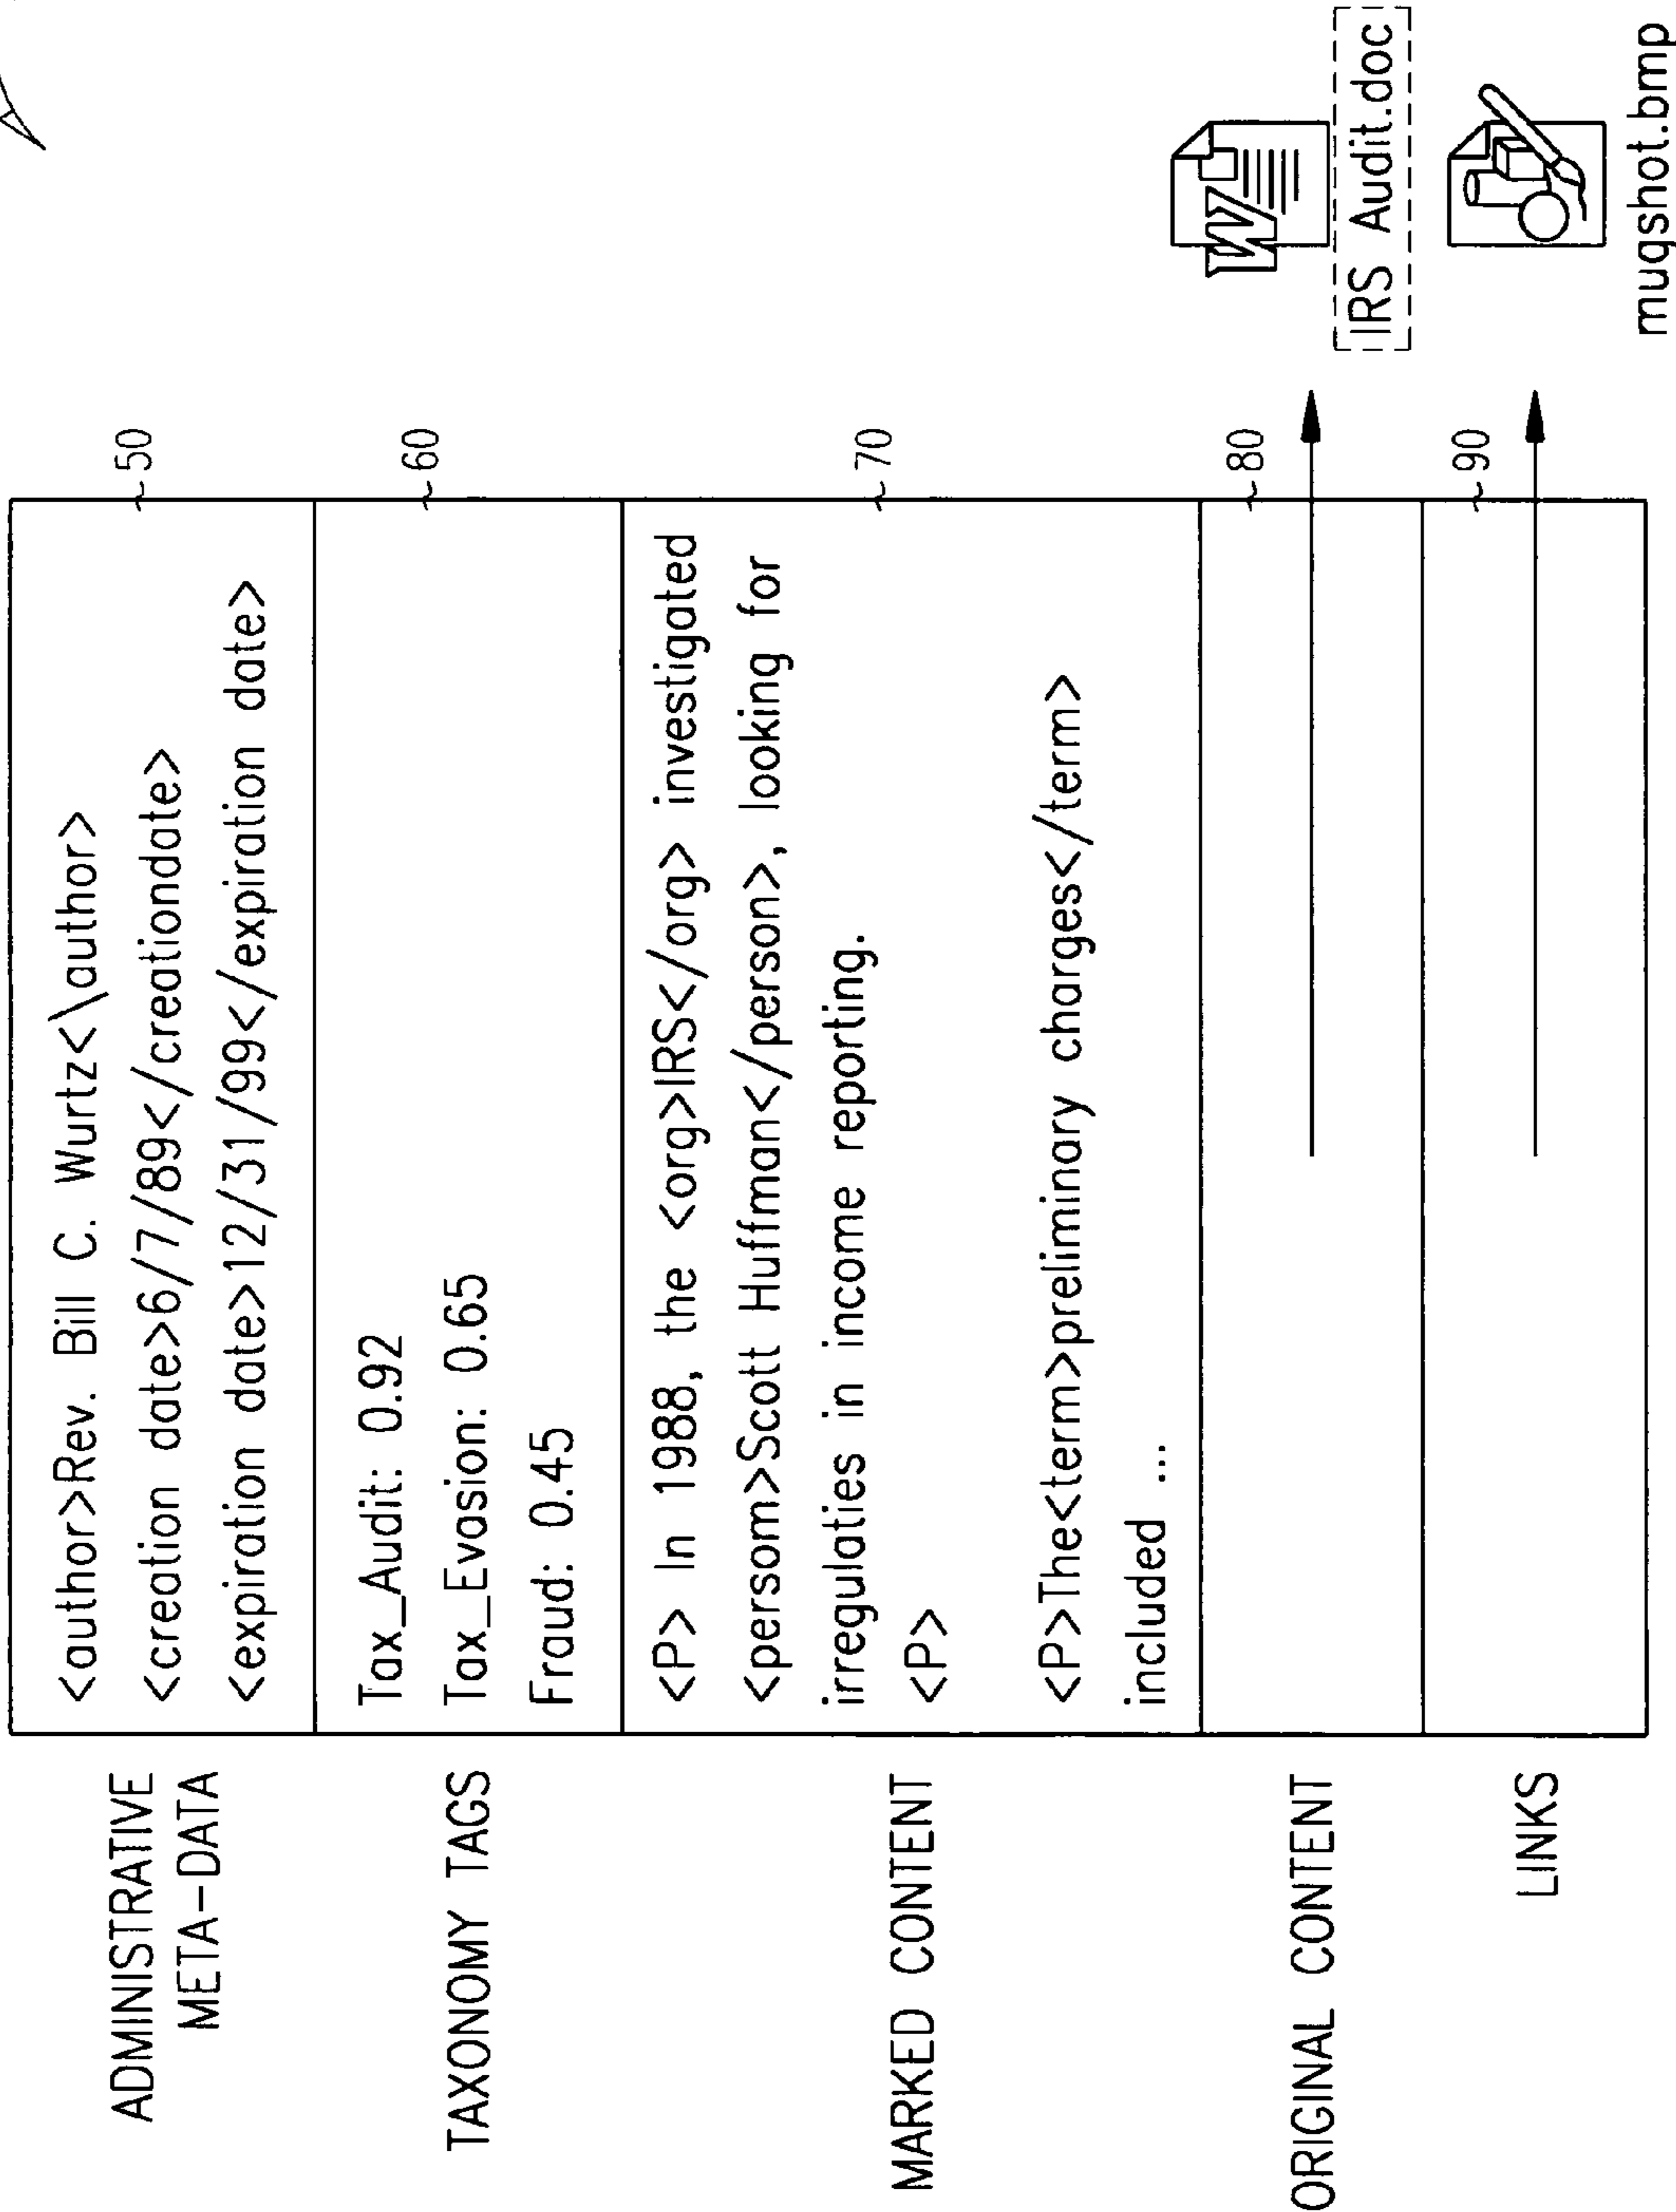 ADMINISTRATIVE
META-DATA
<author>Rev. Bill C. Wurtz<\author>
<creation date>6/7/89</creationdate>
<expiration date>12/31/99</expiration date>
50
TAXONOMY TAGS
Tax_Audit: 0.92
Tax_Evasion: 0.65
Fraud: 0.45
60
MARKED CONTENT
<P> In 1988, the <org>IRS</org> investigated
<persom>Scott Huffman</person>, looking for
irregulaties in income reporting.
<P>
<P>The<term>preliminary charges</term>
included ...
70
ORIGINAL CONTENT
80
IRS Audit.doc
LINKS
90
mugshot.bmp